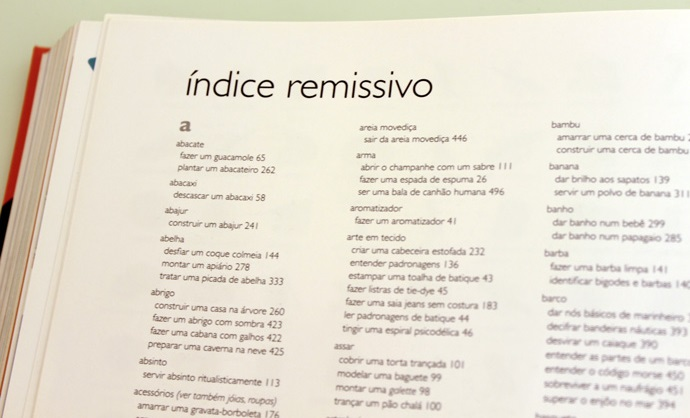 índice remissivo
a
abacate
fazer um guacamole 65
plantar um abacateiro 262
abacaxi
descascar um abacaxi 58
abajur
construir um abajur 241
abelha
desfiar um coque colmeia 144
montar um apiário 278
tratar uma picada de abelha 333
abrigo
construir uma casa na árvore 260
fazer um abrigo com sombra 423
fazer uma cabana com galhos 422
preparar uma caverna na neve 425
absinto
servir absinto ritualisticamente 113
acessórios (ver também jóias, roupas)
amarrar uma gravata-borboleta 176
areia movediça
sair da areia movediça 446
arma
abrir o champanhe com um sabre 111
fazer uma espada de espuma 26
ser uma bala de canhão humana 496
aromatizador
fazer um aromatizador 41
arte em tecido
criar uma cabeceira estofada 232
entender padronagens 136
estampar uma toalha de batique 43
fazer listras de tie-dye 45
fazer uma saia jeans sem costura 183
ler padronagens de batique 44
tingir uma espiral psicodélica 46
assar
cobrir uma torta trançada 101
modelar uma baguete 99
montar uma golette 98
trançar um pão chalá 100
bambu
amarrar uma cerca de bambu
construir uma cerca de bambu
banana
dar brilho aos sapatos 139
servir um polvo de banana 311
banho
dar banho num bebê 299
dar banho num papagaio 285
barba
fazer uma barba limpa 141
identificar bigodes e barbas 140
barco
dar nós básicos de marinheiro
decifrar bandeiras náuticas 393
desvirar um caiaque 390
entender as partes de um barco
entender o código morse 450
sobreviver a um naufrágio 451
superar o enjôo no mar 394